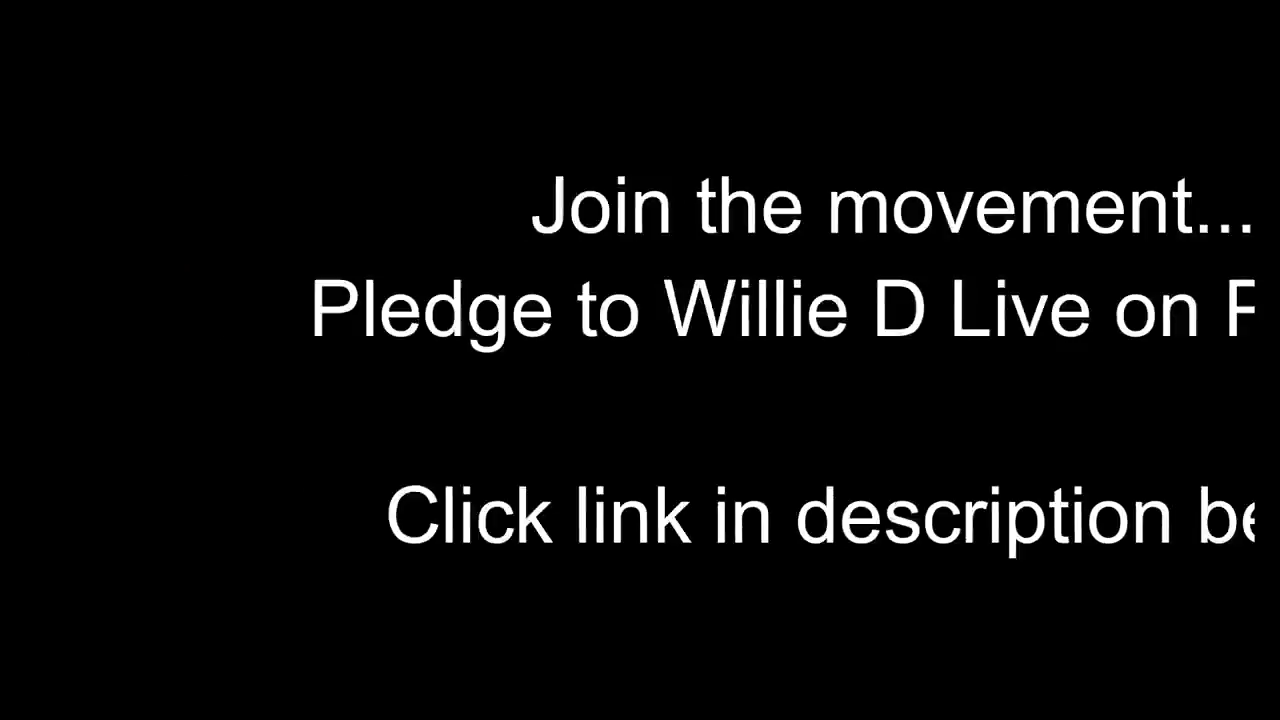 Join the movement...
Pledge to Willie D Live on
Click link in description